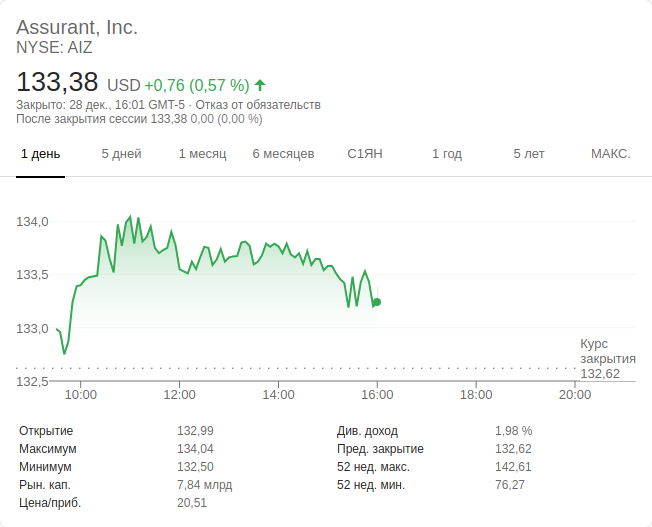 Assurant, Inc.
NYSE: AIZ
133,38 USD +0,76 (0,57 %)
Закрыто: 28 дек., 16:01 GMT-5 · Отказ от обязательств
После закрытия сессии 133,38 0,00 (0,00 %)
1 день 5 дней 1 месяц 6 месяцев С1ЯН 1 год 5 лет МАКС.
134,0
133,5
133,0
Курс
закрытия
132,62
132,5
10:00 12:00 14:00 16:00 18:00 20:00
Открытие 132,99 Див. доход 1,98 %
Максимум 134,04 Пред. закрытие 132,62
Минимум 132,50 52 нед. макс. 142,61
Рын. кап. 7,84 млрд 52 нед. мин. 76,27
Цена/приб. 20,51